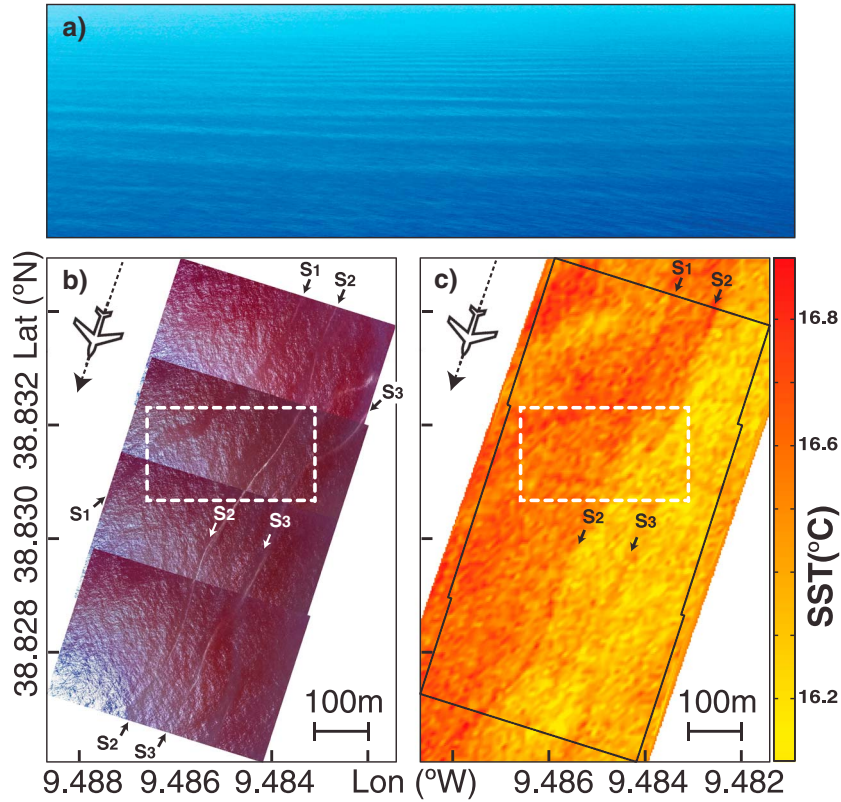 a)
b)
S1
S2
S3
S1
S2
S3
S2
S3
100m
Lat (ºN)
38.832
38.830
38.828
9.488
9.486
9.484
Lon (ºW)
c)
S1
S2
S2
S3
100m
9.486
9.484
9.482
16.8
16.6
16.4
16.2
SST(ºC)